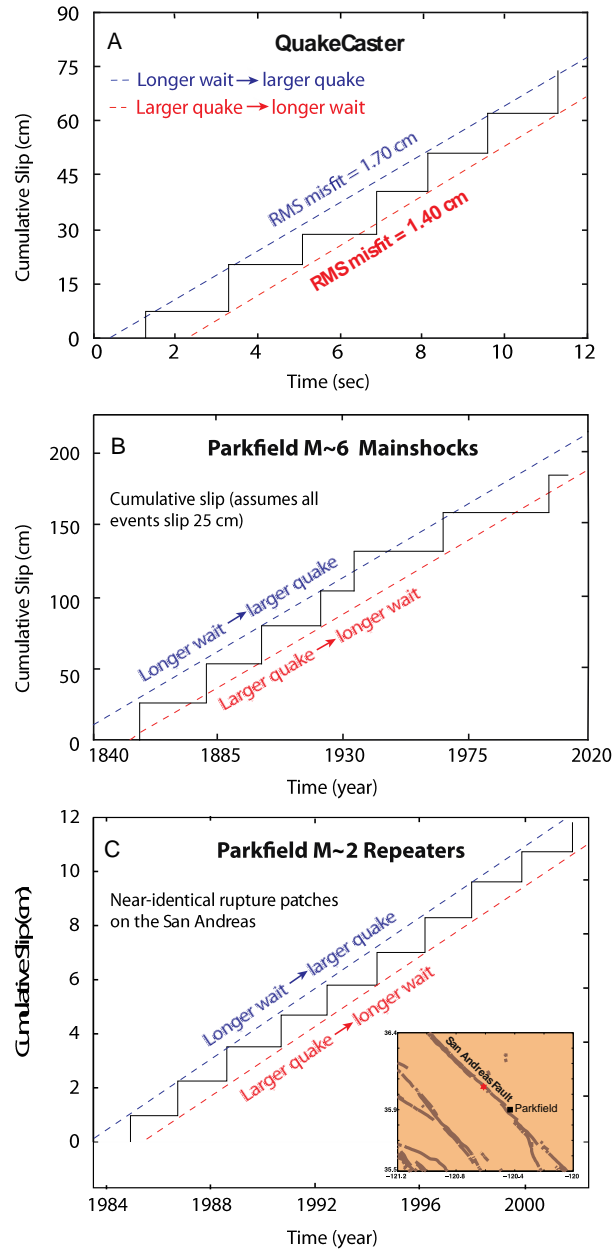 A
QuakeCaster
Longer wait → larger quake
Larger quake → longer wait
RMS misfit = 1.70 cm
RMS misfit = 1.40 cm
90
75
60
45
30
15
0
Cumulative Slip (cm)
0 2 4 6 8 10 12
Time (sec)
B
Parkfield M~6 Mainshocks
Cumulative slip (assumes all
events slip 25 cm)
Longer wait → larger quake
Larger quake → longer wait
200
150
100
50
0
Cumulative Slip (cm)
1840 1885 1930 1975 2020
Time (year)
C
Parkfield M~2 Repeaters
Near-identical rupture patches
on the San Andreas
Longer wait → larger quake
Larger quake → longer wait
12
10
8
6
4
2
0
Cumulative Slip (cm)
36.4
35.9
35.5
San Andreas Fault
Parkfield
−121.2 −120.8 −120.4 −120
1984 1988 1992 1996 2000
Time (year)